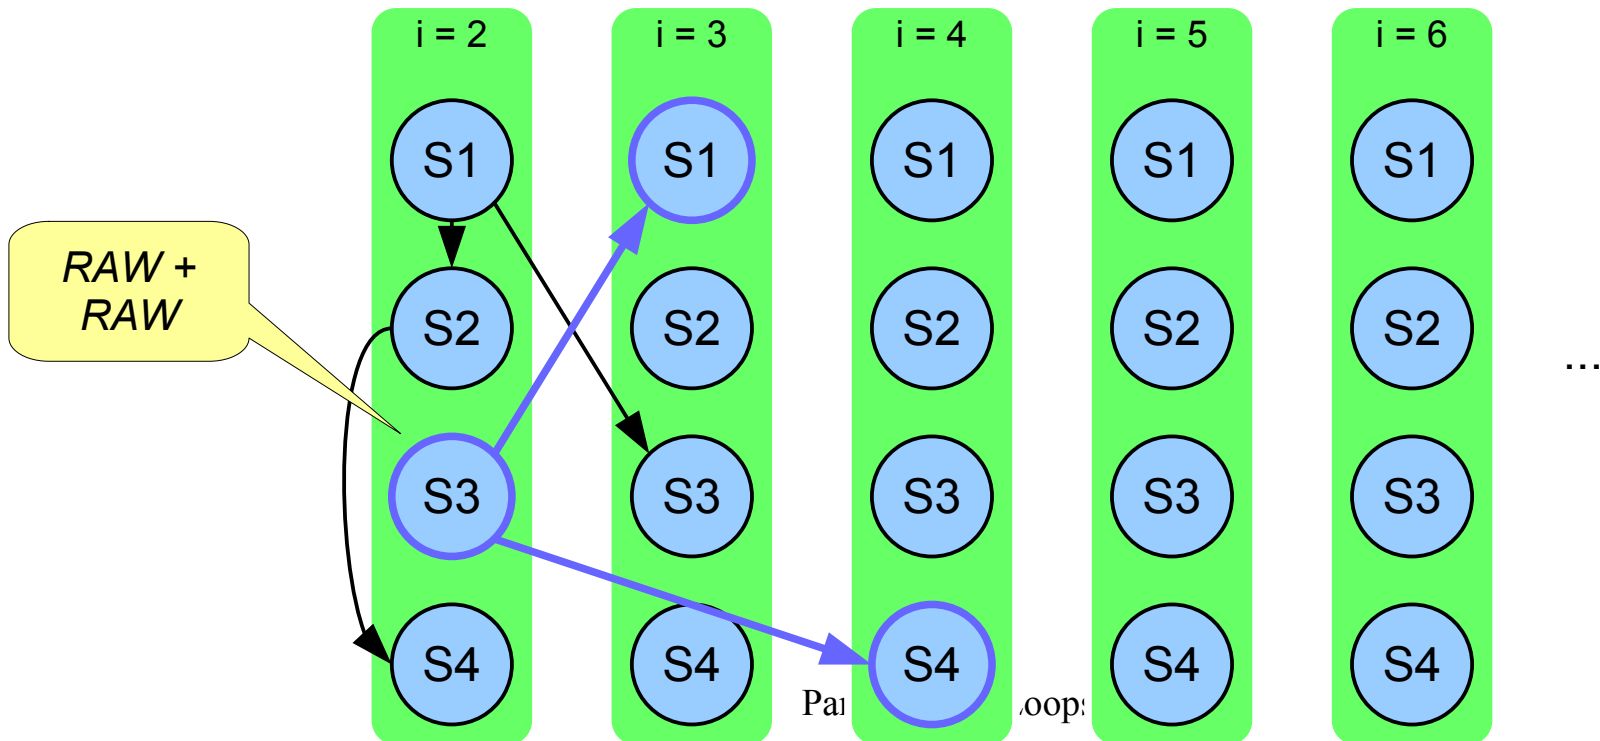 i = 2 i = 3 i = 4 i = 5 i = 6
S1 S1 S1 S1 S1
RAW +
RAW
S2 S2 S2 S2 S2
...
S3 S3 S3 S3 S3
S4 S4 S4 S4 S4